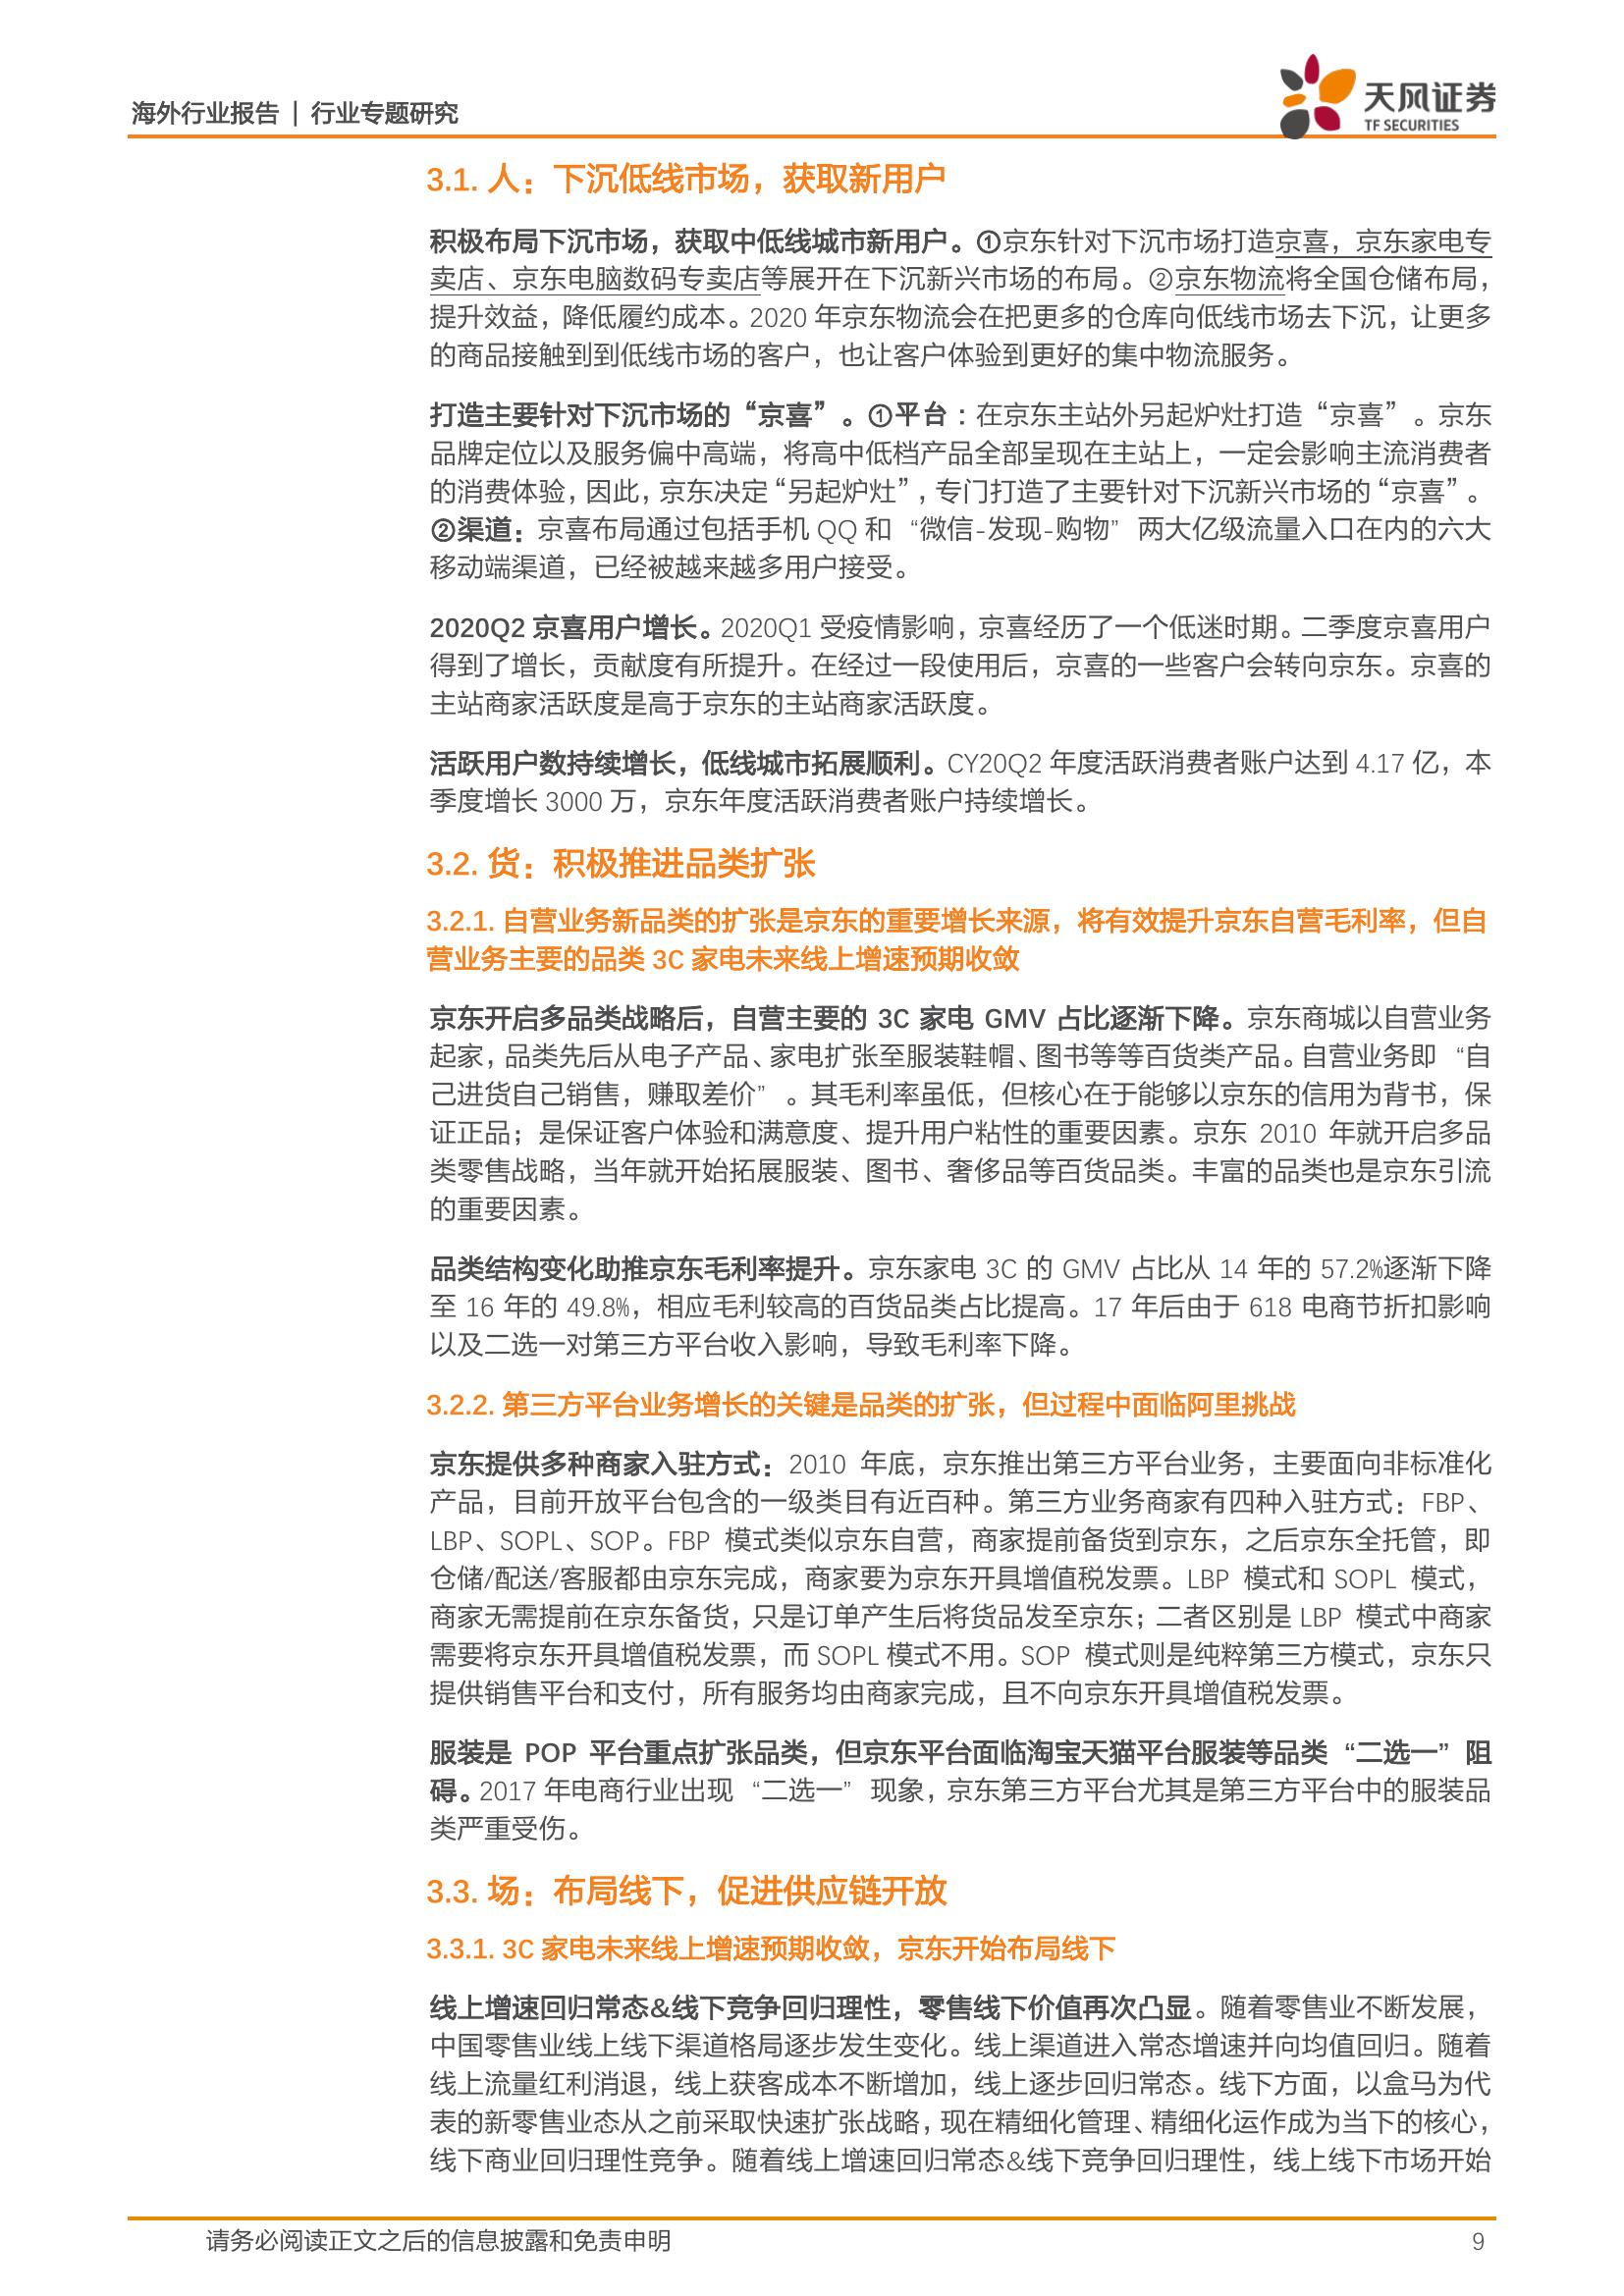 海外行业报告 | 行业专题研究
天风证券
TF SECURITIES
3.1. 人：下沉低线市场，获取新用户
积极布局下沉市场，获取中低线城市新用户。①京东针对下沉市场打造京喜，京东家电专
卖店、京东电脑数码专卖店等展开在下沉新兴市场的布局。②京东物流将全国仓储布局，
提升效益，降低履约成本。2020 年京东物流会在把更多的仓库向低线市场去下沉，让更多
的商品接触到到低线市场的客户，也让客户体验到更好的集中物流服务。
打造主要针对下沉市场的“京喜”。①平台：在京东主站外另起炉灶打造“京喜”。京东
品牌定位以及服务偏中高端，将高中低档产品全部呈现在主站上，一定会影响主流消费者
的消费体验，因此，京东决定“另起炉灶”，专门打造了主要针对下沉新兴市场的“京喜”。
②渠道：京喜布局通过包括手机 QQ 和“微信-发现-购物”两大亿级流量入口在内的六大
移动端渠道，已经被越来越多用户接受。
2020Q2 京喜用户增长。2020Q1 受疫情影响，京喜经历了一个低迷时期。二季度京喜用户
得到了增长，贡献度有所提升。在经过一段使用后，京喜的一些客户会转向京东。京喜的
主站商家活跃度是高于京东的主站商家活跃度。
活跃用户数持续增长，低线城市拓展顺利。CY20Q2 年度活跃消费者账户达到 4.17 亿，本
季度增长 3000 万，京东年度活跃消费者账户持续增长。
3.2. 货：积极推进品类扩张
3.2.1. 自营业务新品类的扩张是京东的重要增长来源，将有效提升京东自营毛利率，但自
营业务主要的品类 3C 家电未来线上增速预期收敛
京东开启多品类战略后，自营主要的 3C 家电 GMV 占比逐渐下降。京东商城以自营业务
起家，品类先后从电子产品、家电扩张至服装鞋帽、图书等等百货类产品。自营业务即“自
己进货自己销售，赚取差价”。其毛利率虽低，但核心在于能够以京东的信用为背书，保
证正品；是保证客户体验和满意度、提升用户粘性的重要因素。京东 2010 年就开启多品
类零售战略，当年就开始拓展服装、图书、奢侈品等百货品类。丰富的品类也是京东引流
的重要因素。
品类结构变化助推京东毛利率提升。京东家电 3C 的 GMV 占比从 14 年的 57.2%逐渐下降
至 16 年的 49.8%，相应毛利较高的百货品类占比提高。17 年后由于 618 电商节折扣影响
以及二选一对第三方平台收入影响，导致毛利率下降。
3.2.2. 第三方平台业务增长的关键是品类的扩张，但过程中面临阿里挑战
京东提供多种商家入驻方式：2010 年底，京东推出第三方平台业务，主要面向非标准化
产品，目前开放平台包含的一级类目有近百种。第三方业务商家有四种入驻方式：FBP、
LBP、SOPL、SOP。FBP 模式类似京东自营，商家提前备货到京东，之后京东全托管，即
仓储/配送/客服都由京东完成，商家要为京东开具增值税发票。LBP 模式和 SOPL 模式，
商家无需提前在京东备货，只是订单产生后将货品发至京东；二者区别是 LBP 模式中商家
需要将京东开具增值税发票，而 SOPL 模式不用。SOP 模式则是纯粹第三方模式，京东只
提供销售平台和支付，所有服务均由商家完成，且不向京东开具增值税发票。
服装是 POP 平台重点扩张品类，但京东平台面临淘宝天猫平台服装等品类“二选一”阻
碍。2017 年电商行业出现“二选一”现象，京东第三方平台尤其是第三方平台中的服装品
类严重受伤。
3.3. 场：布局线下，促进供应链开放
3.3.1. 3C 家电未来线上增速预期收敛，京东开始布局线下
线上增速回归常态&线下竞争回归理性，零售线下价值再次凸显。随着零售业不断发展，
中国零售业线上线下渠道格局逐步发生变化。线上渠道进入常态增速并向均值回归。随着
线上流量红利消退，线上获客成本不断增加，线上逐步回归常态。线下方面，以盒马为代
表的新零售业态从之前采取快速扩张战略，现在精细化管理、精细化运作成为当下的核心，
线下商业回归理性竞争。随着线上增速回归常态&线下竞争回归理性，线上线下市场开始
请务必阅读正文之后的信息披露和免责申明
9